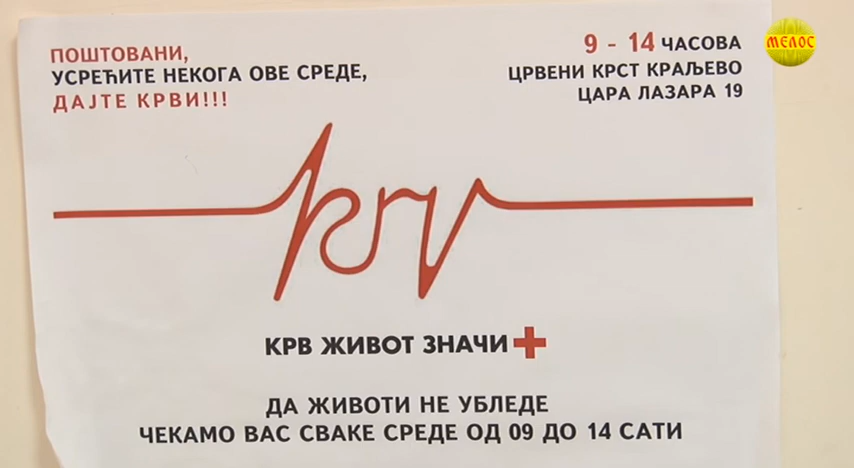 ПОШТОВАНИ,
УСРЕЋИТЕ НЕКОГА ОВЕ СРЕДЕ,
ДАЈТЕ КРВИ!!!
9 - 14 ЧАСОВА
ЦРВЕНИ КРСТ КРАЉЕВО
ЦАРА ЛАЗАРА 19
МЕЛОС
krv
КРВ ЖИВОТ ЗНАЧИ
ДА ЖИВОТИ НЕ УБЛЕДЕ
ЧЕКАМО ВАС СВАКЕ СРЕДЕ ОД 09 ДО 14 САТИ